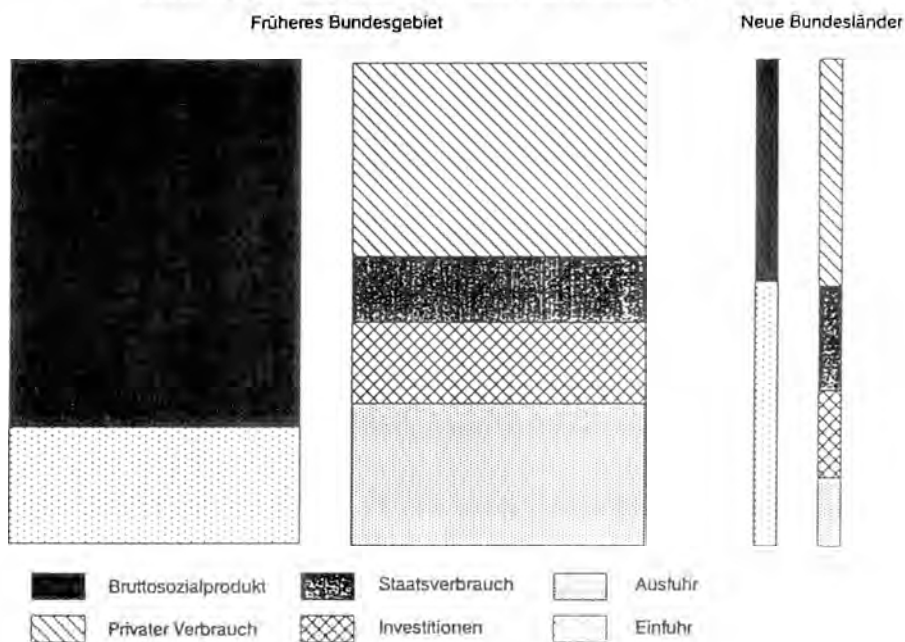 Früheres Bundesgebiet
Neue Bundesländer
Bruttosozialprodukt
Staatsverbrauch
Ausfuhr
Privater Verbrauch
Investitionen
Einfuhr